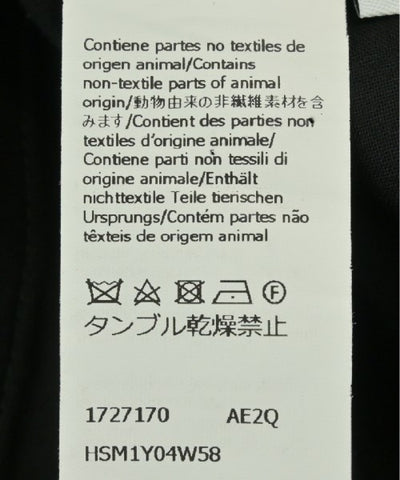 Contiene partes no textiles de
origen animal/Contains
non-textile parts of animal
origin/動物由来の非繊維素材を含
みます/Contient des parties non
textiles d'origine animale/
Contiene parti non tessili di
origine animale/Enthält
nichttextile Teile tierischen
Ursprungs/Contém partes não
têxteis de origem animal
F
タンブル乾燥禁止
1727170 AE2Q
HSM1Y04W58